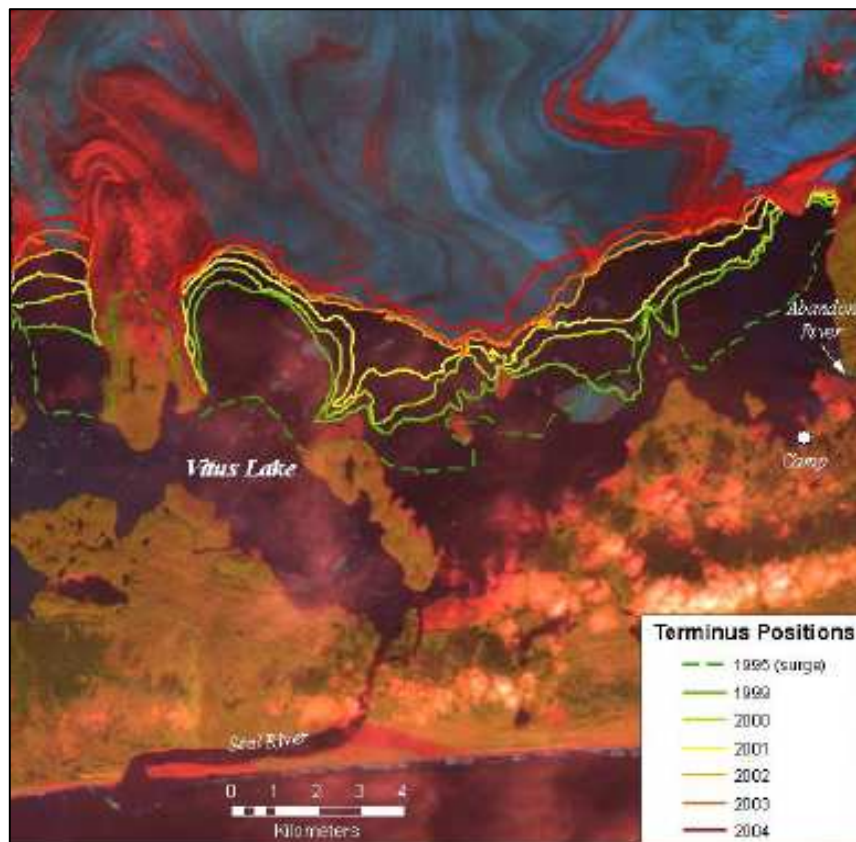 Abandon
River
Camp
Vitus Lake
Seal River
0 1 2 3 4
Kilometers
Terminus Positions
1995 (surge)
1999
2000
2001
2002
2003
2004